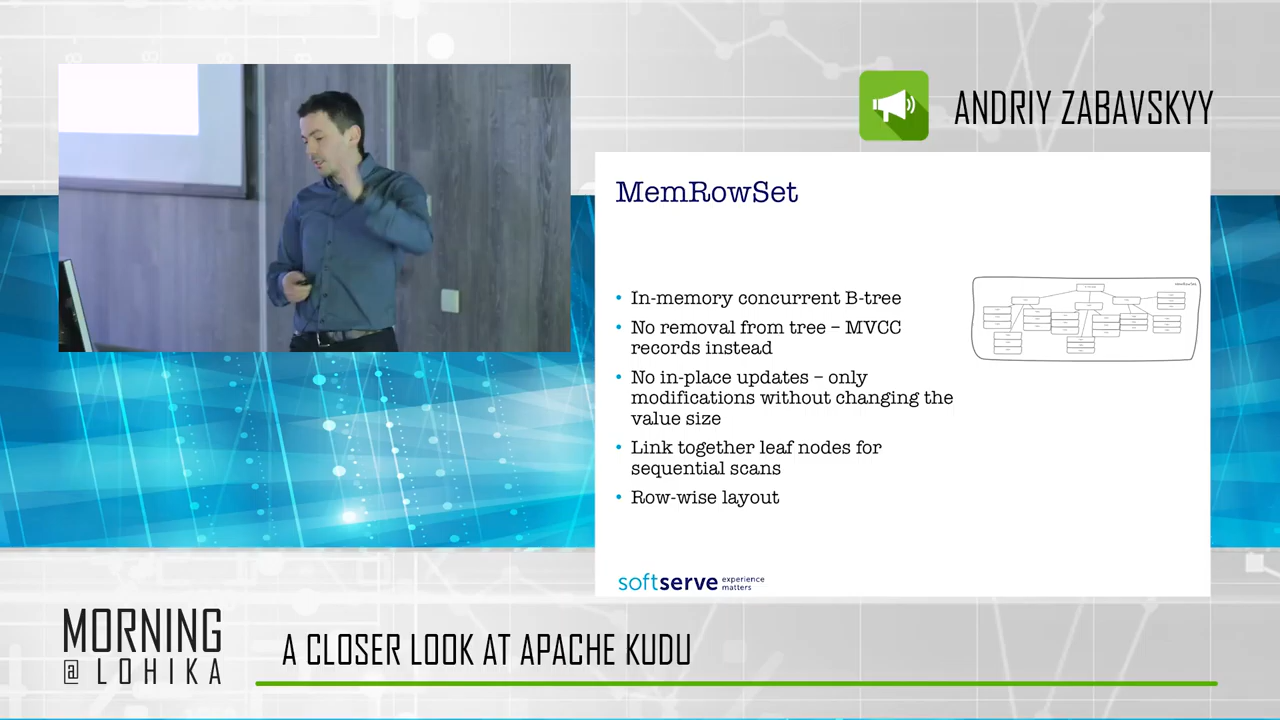 ANDRIY ZABAVSKYY
MemRowSet
• In-memory concurrent B-tree
• No removal from tree – MVCC
records instead
• No in-place updates – only
modifications without changing the
value size
• Link together leaf nodes for
sequential scans
• Row-wise layout
MemRowSet
softserve experience
matters
MORNING
@ LOHIKA
A CLOSER LOOK AT APACHE KUDU